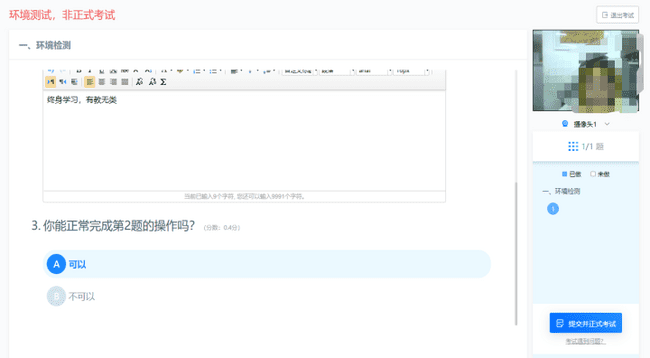 环境测试，非正式考试
退出考试
一、环境检测
终身学习，有教无类
当前已输入9个字符, 您还可以输入9991个字符。
3. 你能正常完成第2题的操作吗？ (分数：0.4分)
A 可以
B 不可以
摄像头1
1/1 题
已做 未做
一、环境检测
1
提交并正式考试
考试遇到问题?